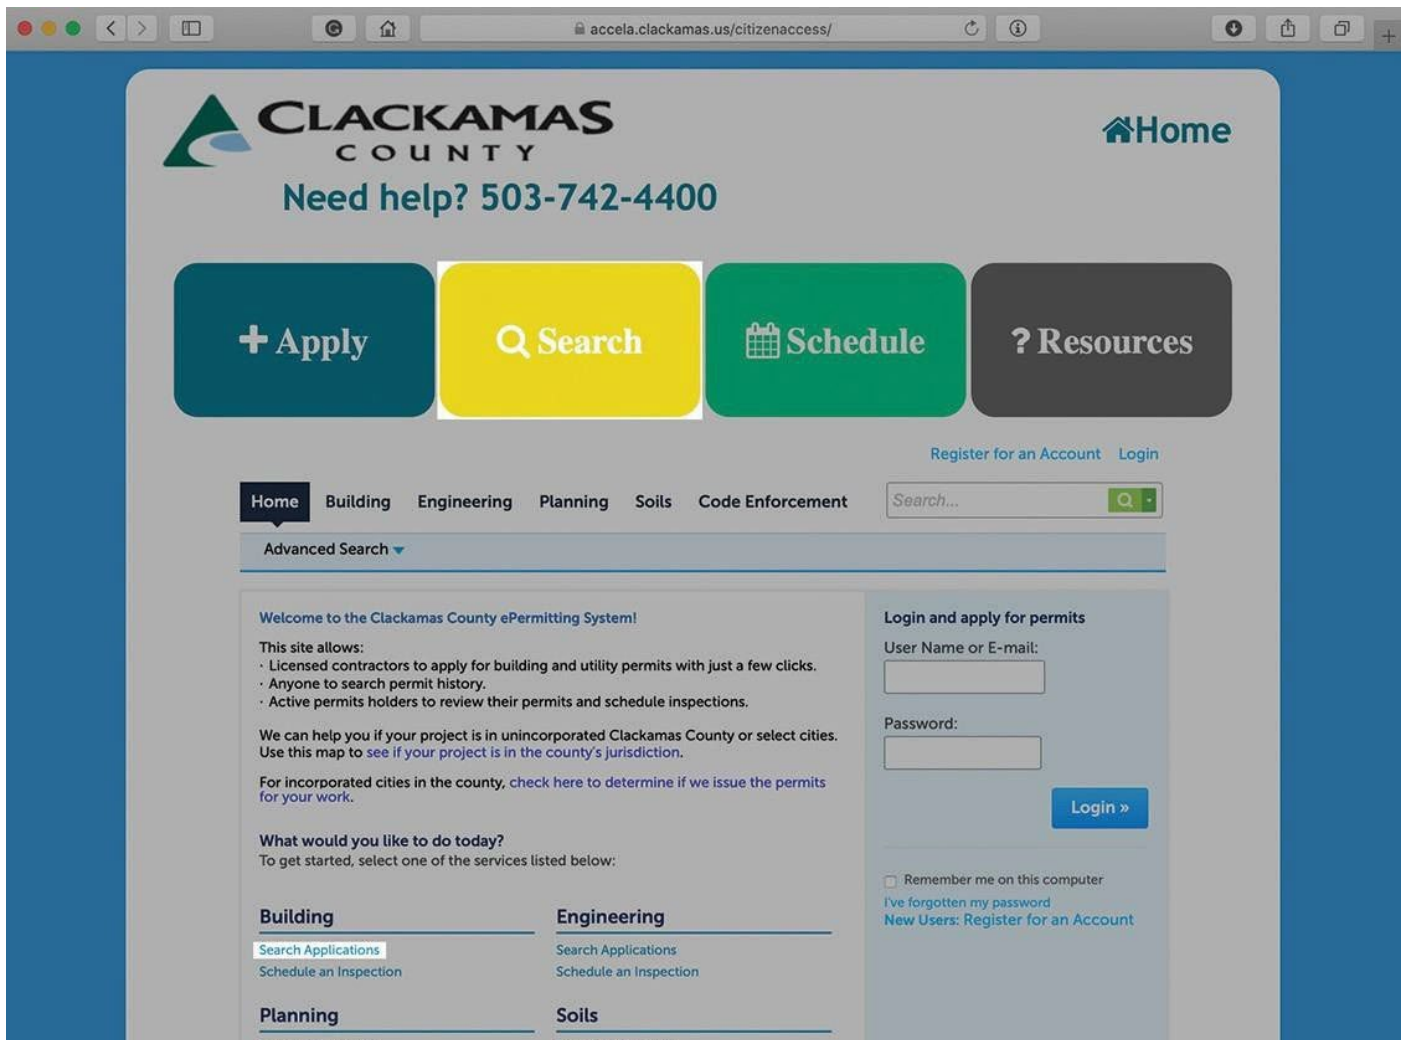 accela.clackamas.us/citizenaccess/
CLACKAMAS
COUNTY
Home
Need help? 503-742-4400
Apply
Search
Schedule
? Resources
Register for an Account Login
Home Building Engineering Planning Soils Code Enforcement Search...
Advanced Search
Welcome to the Clackamas County ePermitting System!
This site allows:
· Licensed contractors to apply for building and utility permits with just a few clicks.
· Anyone to search permit history.
· Active permits holders to review their permits and schedule inspections.
We can help you if your project is in unincorporated Clackamas County or select cities.
Use this map to see if your project is in the county's jurisdiction.
For incorporated cities in the county, check here to determine if we issue the permits
for your work.
What would you like to do today?
To get started, select one of the services listed below:
Building
Search Applications
Schedule an Inspection
Engineering
Search Applications
Schedule an Inspection
Planning
Soils
Login and apply for permits
User Name or E-mail:
Password:
Login »
Remember me on this computer
I've forgotten my password
New Users: Register for an Account